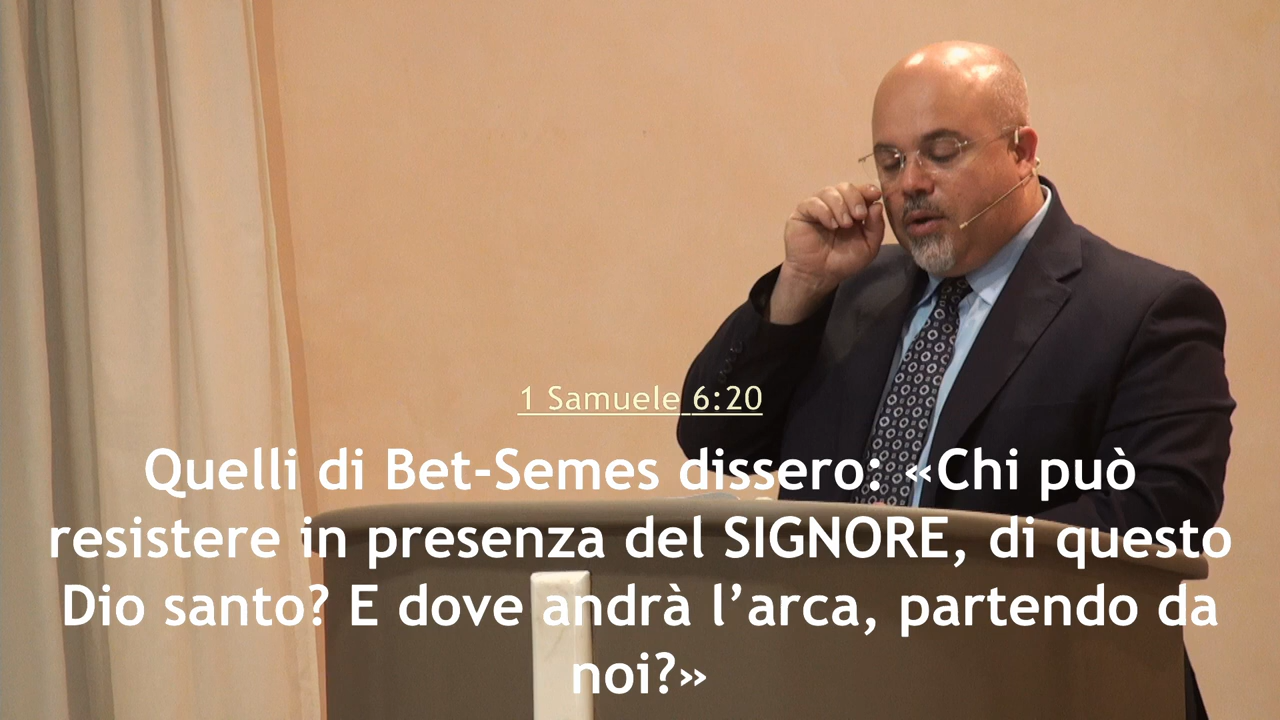 1 Samuele 6:20
Quelli di Bet-Semes dissero: «Chi può
resistere in presenza del SIGNORE, di questo
Dio santo? E dove andrà l’arca, partendo da
noi?»